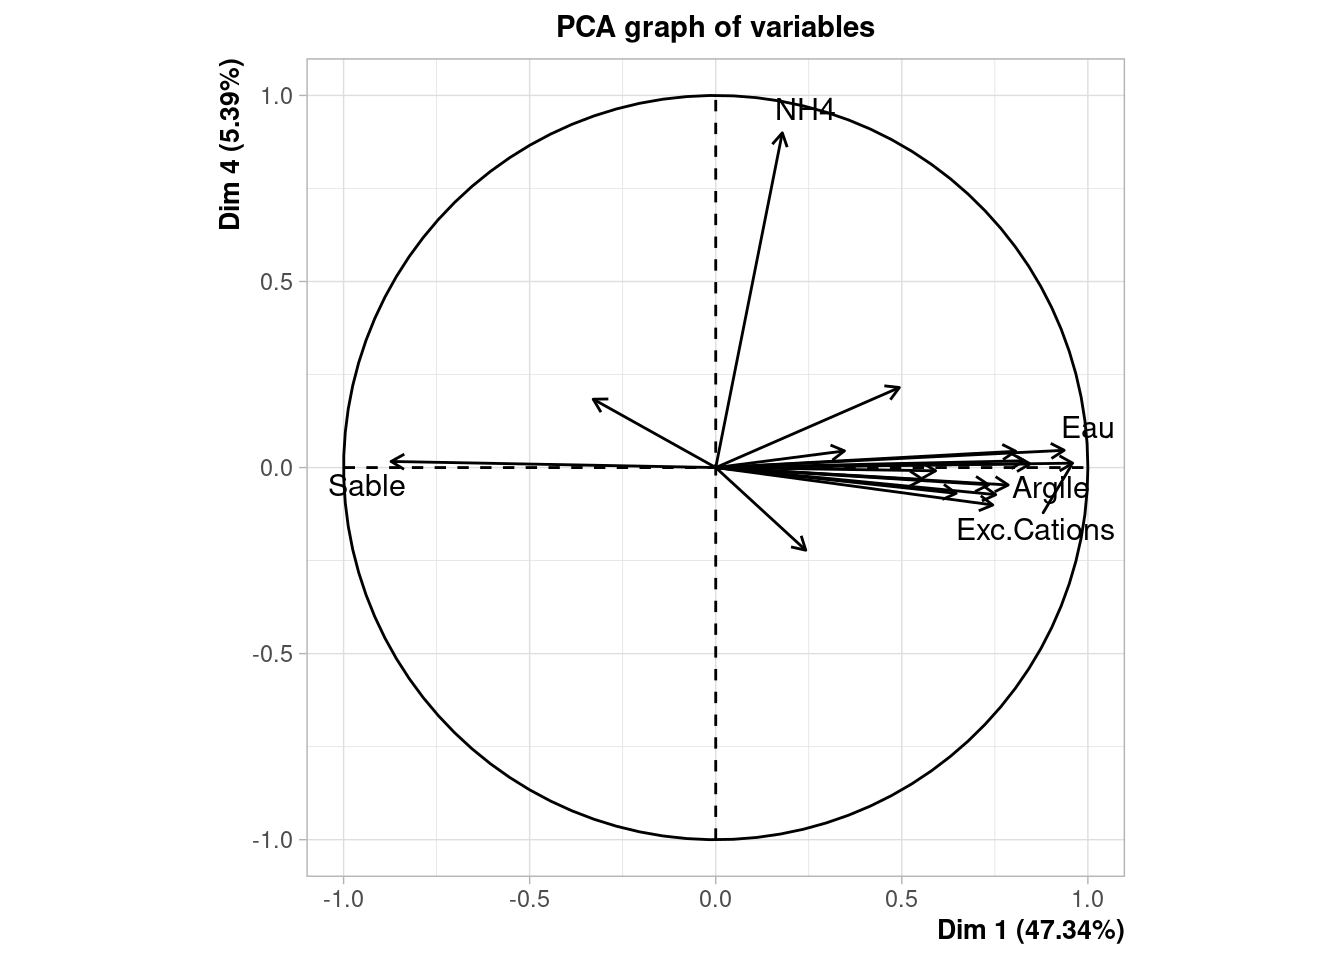 PCA graph of variables
Dim 4 (5.39%)
1.0
0.5
0.0
-0.5
-1.0
NH4
Eau
Sable
Argile
Exc.Cations
-1.0
-0.5
0.0
0.5
1.0
Dim 1 (47.34%)